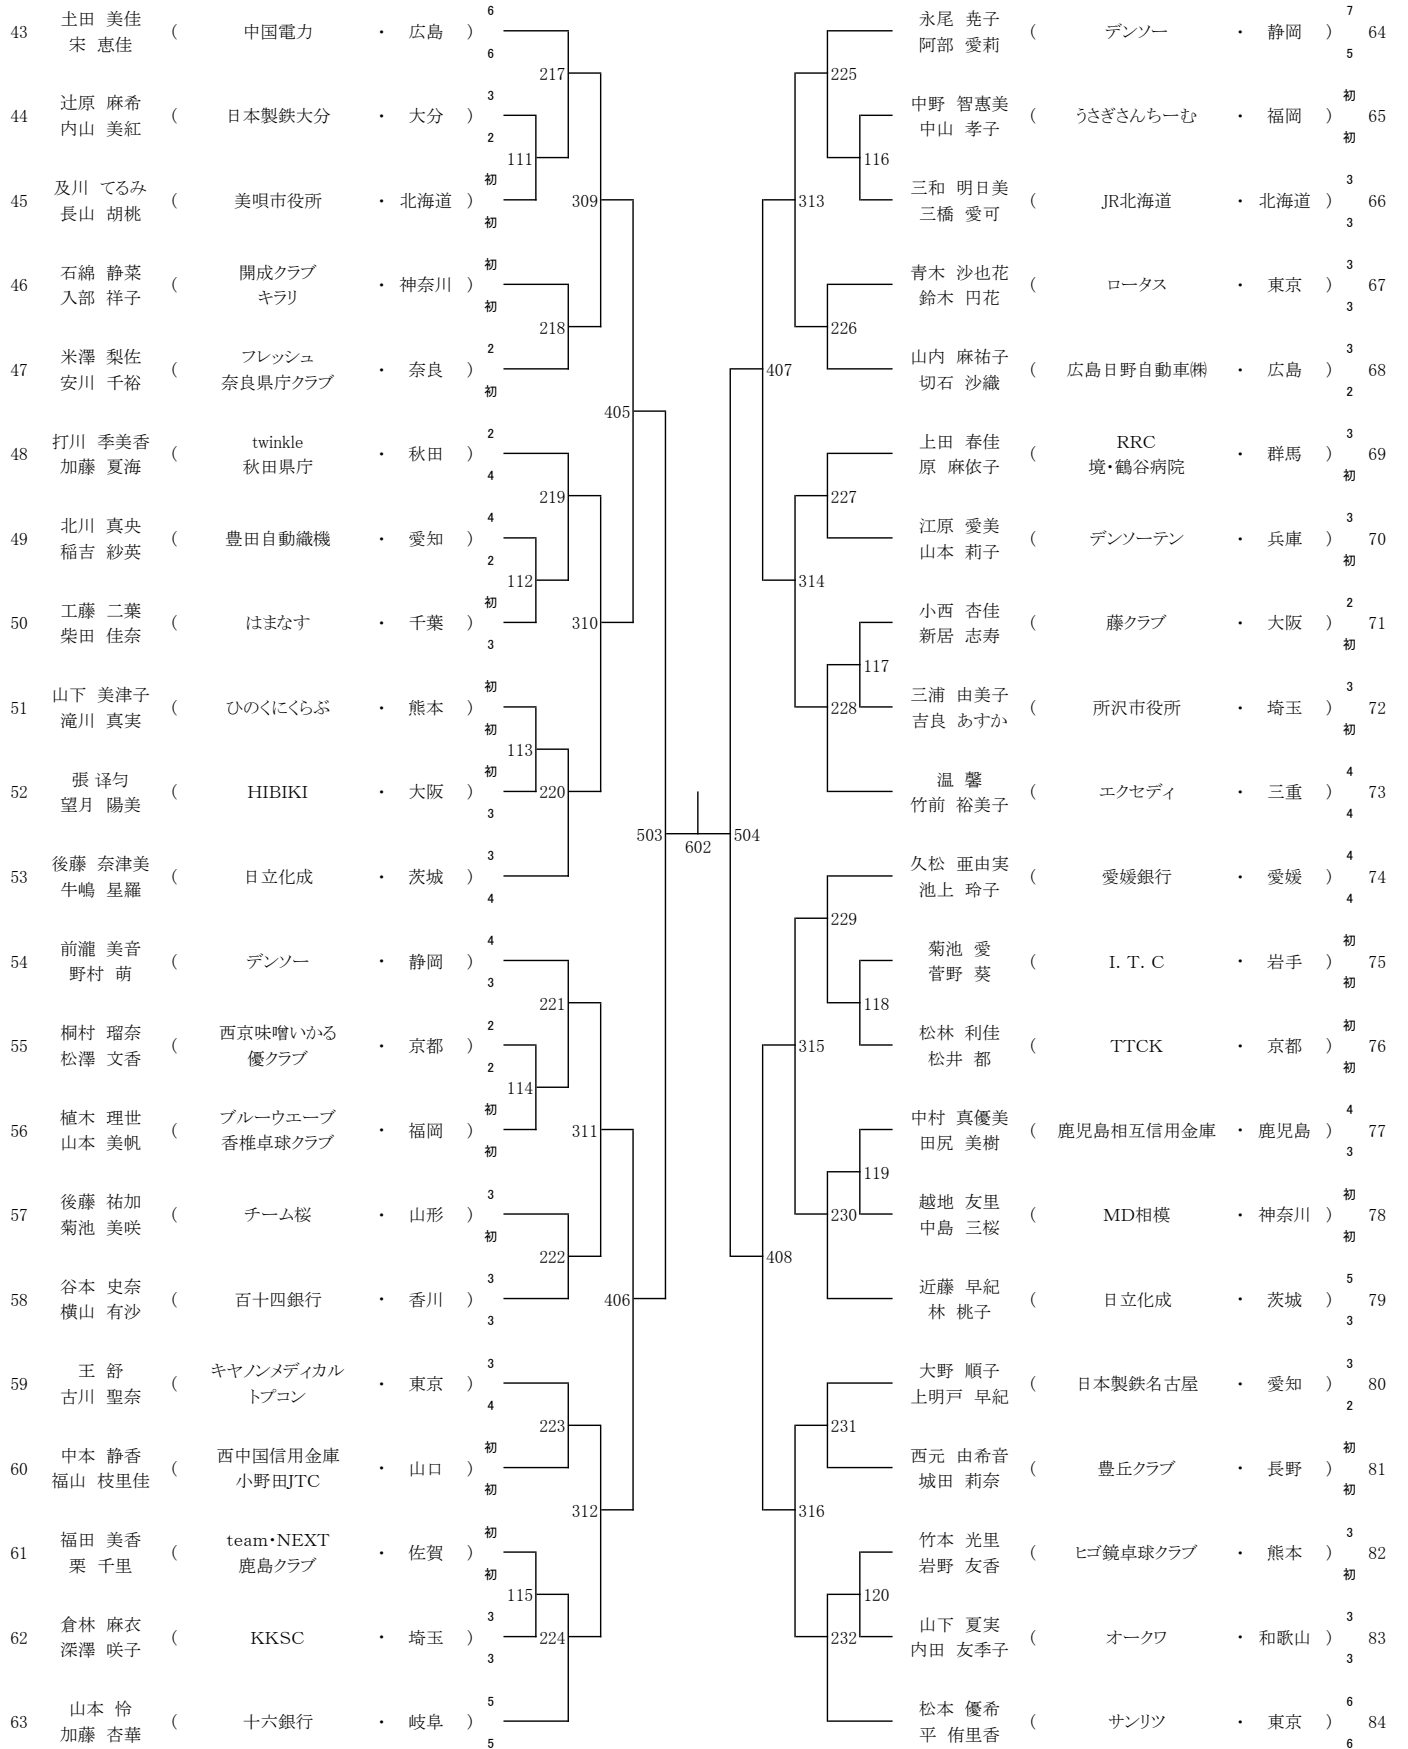 6
圡田 美佳
43 ( 中国電力 ・ 広島 )
宋 恵佳
6
3
辻原 麻希
44 ( 日本製鉄大分 ・ 大分 )
内山 美紅
2
初
及川 てるみ
45 ( 美唄市役所 ・ 北海道 )
長山 胡桃
初
初
石綿 静菜 開成クラブ
46 ( ・ 神奈川 )
入部 祥子 キラリ
初
2
米澤 梨佐 フレッシュ
47 ( ・ 奈良 )
安川 千裕 奈良県庁クラブ
初
2
打川 季美香 twinkle
48 ( ・ 秋田 )
加藤 夏海 秋田県庁
4
4
北川 真央
49 ( 豊田自動織機 ・ 愛知 )
稲吉 紗英
2
初
工藤 二葉
50 ( はまなす ・ 千葉 )
柴田 佳奈
3
初
山下 美津子
51 ( ひのくにくらぶ ・ 熊本 )
滝川 真実
初
初
張 译匀
52 ( HIBIKI ・ 大阪 )
望月 陽美
3
3
後藤 奈津美
53 ( 日立化成 ・ 茨城 )
牛嶋 星羅
4
4
前瀧 美音
54 ( デンソー ・ 静岡 )
野村 萌
3
2
桐村 瑠奈 西京味噌いかる
55 ( ・ 京都 )
松澤 文香 優クラブ
2
初
植木 理世 ブルーウエーブ
56 ( ・ 福岡 )
山本 美帆 香椎卓球クラブ
初
3
後藤 祐加
57 ( チーム桜 ・ 山形 )
菊池 美咲
初
3
谷本 史奈
58 ( 百十四銀行 ・ 香川 )
横山 有沙
3
3
王 舒 キヤノンメディカル
59 ( ・ 東京 )
古川 聖奈 トプコン
4
初
中本 静香 西中国信用金庫
60 ( ・ 山口 )
福山 枝里佳 小野田JTC
初
初
福田 美香 team・NEXT
61 ( ・ 佐賀 )
栗 千里 鹿島クラブ
初
3
倉林 麻衣
62 ( KKSC ・ 埼玉 )
深澤 咲子
3
5
山本 怜
63 ( 十六銀行 ・ 岐阜 )
加藤 杏華
5
111
112
113
114
115
217
218
219
220
221
222
223
224
309
310
311
312
405
406
503
602
504
407
408
313
314
315
316
225
226
227
228
229
230
231
232
116
117
118
119
120
7
永尾 尭子
( デンソー ・ 静岡 ) 64
阿部 愛莉
5
初
中野 智惠美
( うさぎさんちーむ ・ 福岡 ) 65
中山 孝子
初
3
三和 明日美
( JR北海道 ・ 北海道 ) 66
三橋 愛可
3
3
青木 沙也花
( ロータス ・ 東京 ) 67
鈴木 円花
3
3
山内 麻祐子
( 広島日野自動車㈱ ・ 広島 ) 68
切石 沙織
2
3
上田 春佳 RRC
( ・ 群馬 ) 69
原 麻依子 境・鶴谷病院
初
3
江原 愛美
( デンソーテン ・ 兵庫 ) 70
山本 莉子
初
2
小西 杏佳
( 藤クラブ ・ 大阪 ) 71
新居 志寿
初
3
三浦 由美子
( 所沢市役所 ・ 埼玉 ) 72
吉良 あすか
初
4
温 馨
( エクセディ ・ 三重 ) 73
竹前 裕美子
4
4
久松 亜由実
( 愛媛銀行 ・ 愛媛 ) 74
池上 玲子
4
初
菊池 愛
( I. T. C ・ 岩手 ) 75
菅野 葵
初
初
松林 利佳
( TTCK ・ 京都 ) 76
松井 都
初
4
中村 真優美
( 鹿児島相互信用金庫 ・ 鹿児島 ) 77
田尻 美樹
3
初
越地 友里
( MD相模 ・ 神奈川 ) 78
中島 三桜
初
5
近藤 早紀
( 日立化成 ・ 茨城 ) 79
林 桃子
3
3
大野 順子
( 日本製鉄名古屋 ・ 愛知 ) 80
上明戸 早紀
2
初
西元 由希音
( 豊丘クラブ ・ 長野 ) 81
城田 莉奈
初
3
竹本 光里
( ヒゴ鏡卓球クラブ ・ 熊本 ) 82
岩野 友香
初
3
山下 夏実
( オークワ ・ 和歌山 ) 83
内田 友季子
3
6
松本 優希
( サンリツ ・ 東京 ) 84
平 侑里香
6